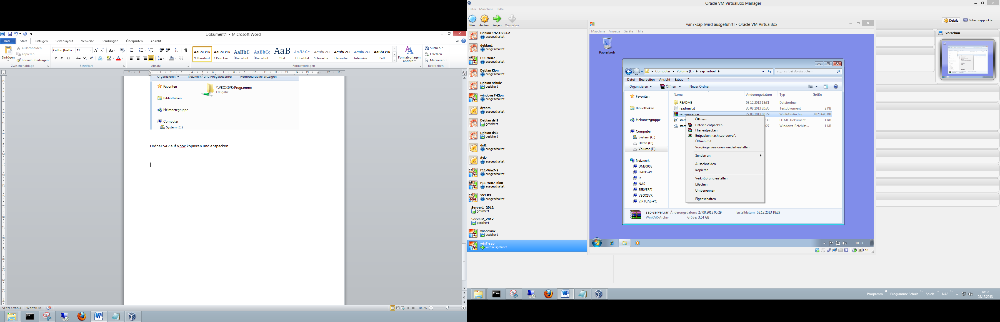 Dokument1 - Microsoft Word
Datei Start Einfügen Seitenlayout Verweise Sendungen Überprüfen Ansicht
Einfügen
Ausschneiden
Kopieren
Format übertragen
Zwischenablage
Calibri (Textk 11
F K U abc
Schriftart
Absatz
AaBbCcDc AaBbCcDc AaBbC AaBbCc AaB AaBbCc. AaBbCcDt AaBbCcDt AaBbCcDt AaBbCcDc
¶ Standard ¶ Kein Lee... Überschrif... Überschrif... Titel Untertitel Schwache... Hervorhe... Intensive ... Fett
Formatvorlagen
Formatvorlagen ändern
Suchen
Ersetzen
Markieren
Bearbeiten
Organisieren Netzwerk- und Freigabecenter Remotedrucker anzeigen
Favoriten
Bibliotheken
Heimnetzgruppe
Computer
System (C:)
\\VBOXSVR\Programme
Freigabe
Ordner SAP auf Vbox kopieren und entpacken
Seite: 4 von 4 Wörter: 44
100 %
Oracle VM VirtualBox Manager
Datei Maschine Hilfe
Neu Ändern Zeigen Verwerfen
Details Sicherungspunkte
Vorschau
Debian 192.168.2.2
ausgeschaltet
debian1
ausgeschaltet
F11-Win7
ausgeschaltet
Debian Klon
ausgeschaltet
Debian schule
gesichert
windows7-Klon
ausgeschaltet
dream
ausgeschaltet
Debian dsl1
gesichert
Debian dsl2
gesichert
dsl1
ausgeschaltet
dsl2
ausgeschaltet
F11-Win7-2
ausgeschaltet
F11-Win7-Klon
ausgeschaltet
SV1 R2
ausgeschaltet
Server1_2012
gesichert
Server2_2012
gesichert
windows7
gesichert
win7-sap
wird ausgeführt
win7-sap [wird ausgeführt] - Oracle VM VirtualBox
Maschine Anzeige Geräte Hilfe
Papierkorb
Computer Volume (E:) sap_virtuel
sap_virtuel durchsuchen
Datei Bearbeiten Ansicht Extras ?
Organisieren Öffnen Neuer Ordner
Favoriten
Bibliotheken
Heimnetzgruppe
Computer
System (C:)
Daten (D:)
Volume (E:)
Netzwerk
DM800SE
HANS-PC
I7
NAS
SERVERPI
VBOXSVR
VIRTUAL-PC
Name Änderungsdatum Typ Größe
README 03.12.2013 18:31 Dateiordner
readme.txt 30.08.2013 20:30 Textdokument 2 KB
sap-server.rar 27.08.2013 00:29 WinRAR-Archiv 3.820.696 KB
start :30 HTML-Dokument 1 KB
start :27 Windows-Befehlss... 1 KB
Öffnen
Dateien entpacken...
Hier entpacken
Entpacken nach sap-server\
Öffnen mit...
Vorgängerversionen wiederherstellen
Senden an
Ausschneiden
Kopieren
Verknüpfung erstellen
Löschen
Umbenennen
Eigenschaften
sap-server.rar Änderungsdatum: 27.08.2013 00:29 Erstelldatum: 03.12.2013 18:29
WinRAR-Archiv Größe: 3,64 GB
18:33
F10
Programm Programme Schule Spiele NAS
18:33
03.12.2013